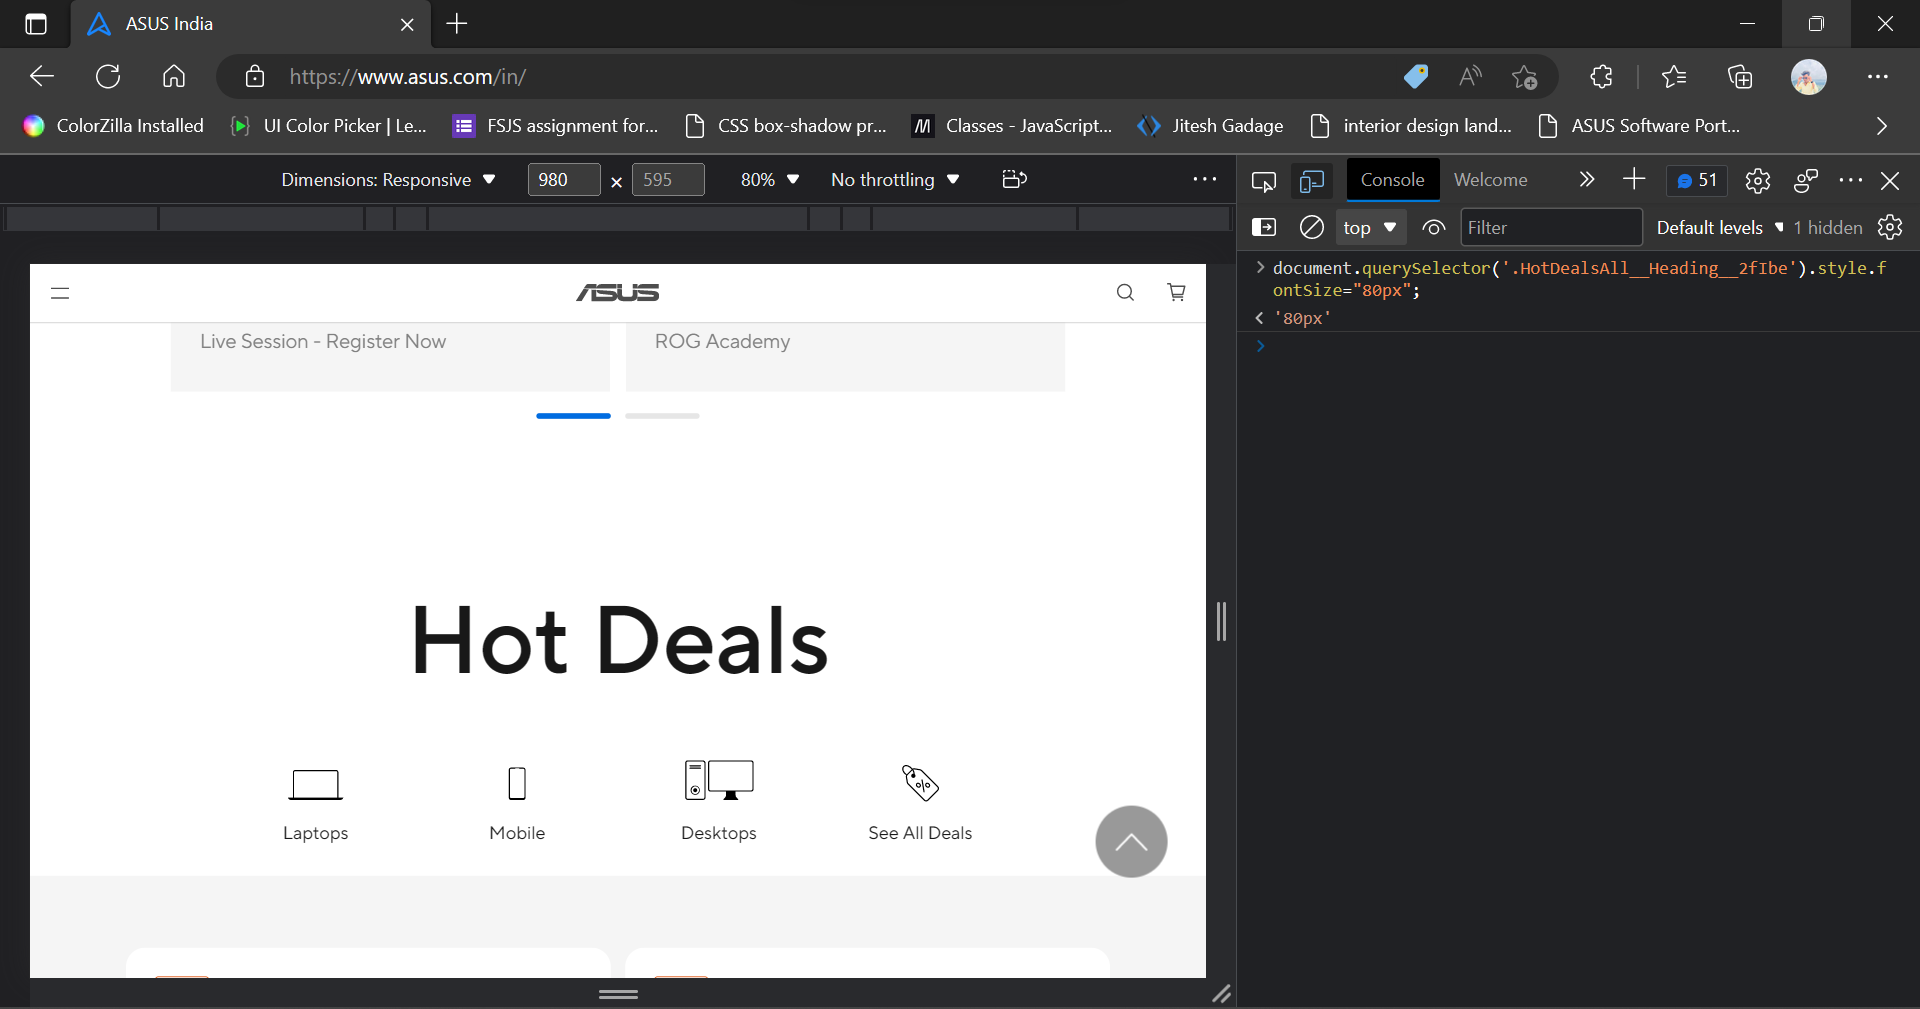 ASUS India
https://www.asus.com/in/
ColorZilla Installed
UI Color Picker | Le...
FSJS assignment for...
CSS box-shadow pr...
Classes - JavaScript...
Jitesh Gadage
interior design land...
ASUS Software Port...
Dimensions: Responsive
980 × 595
80%
No throttling
Console
Welcome
51
top
Filter
Default levels
1 hidden
document.querySelector('.HotDealsAll__Heading__2fIbe').style.f
ontSize="80px";
'80px'
ASUS
Live Session - Register Now
ROG Academy
Hot Deals
Laptops
Mobile
Desktops
See All Deals